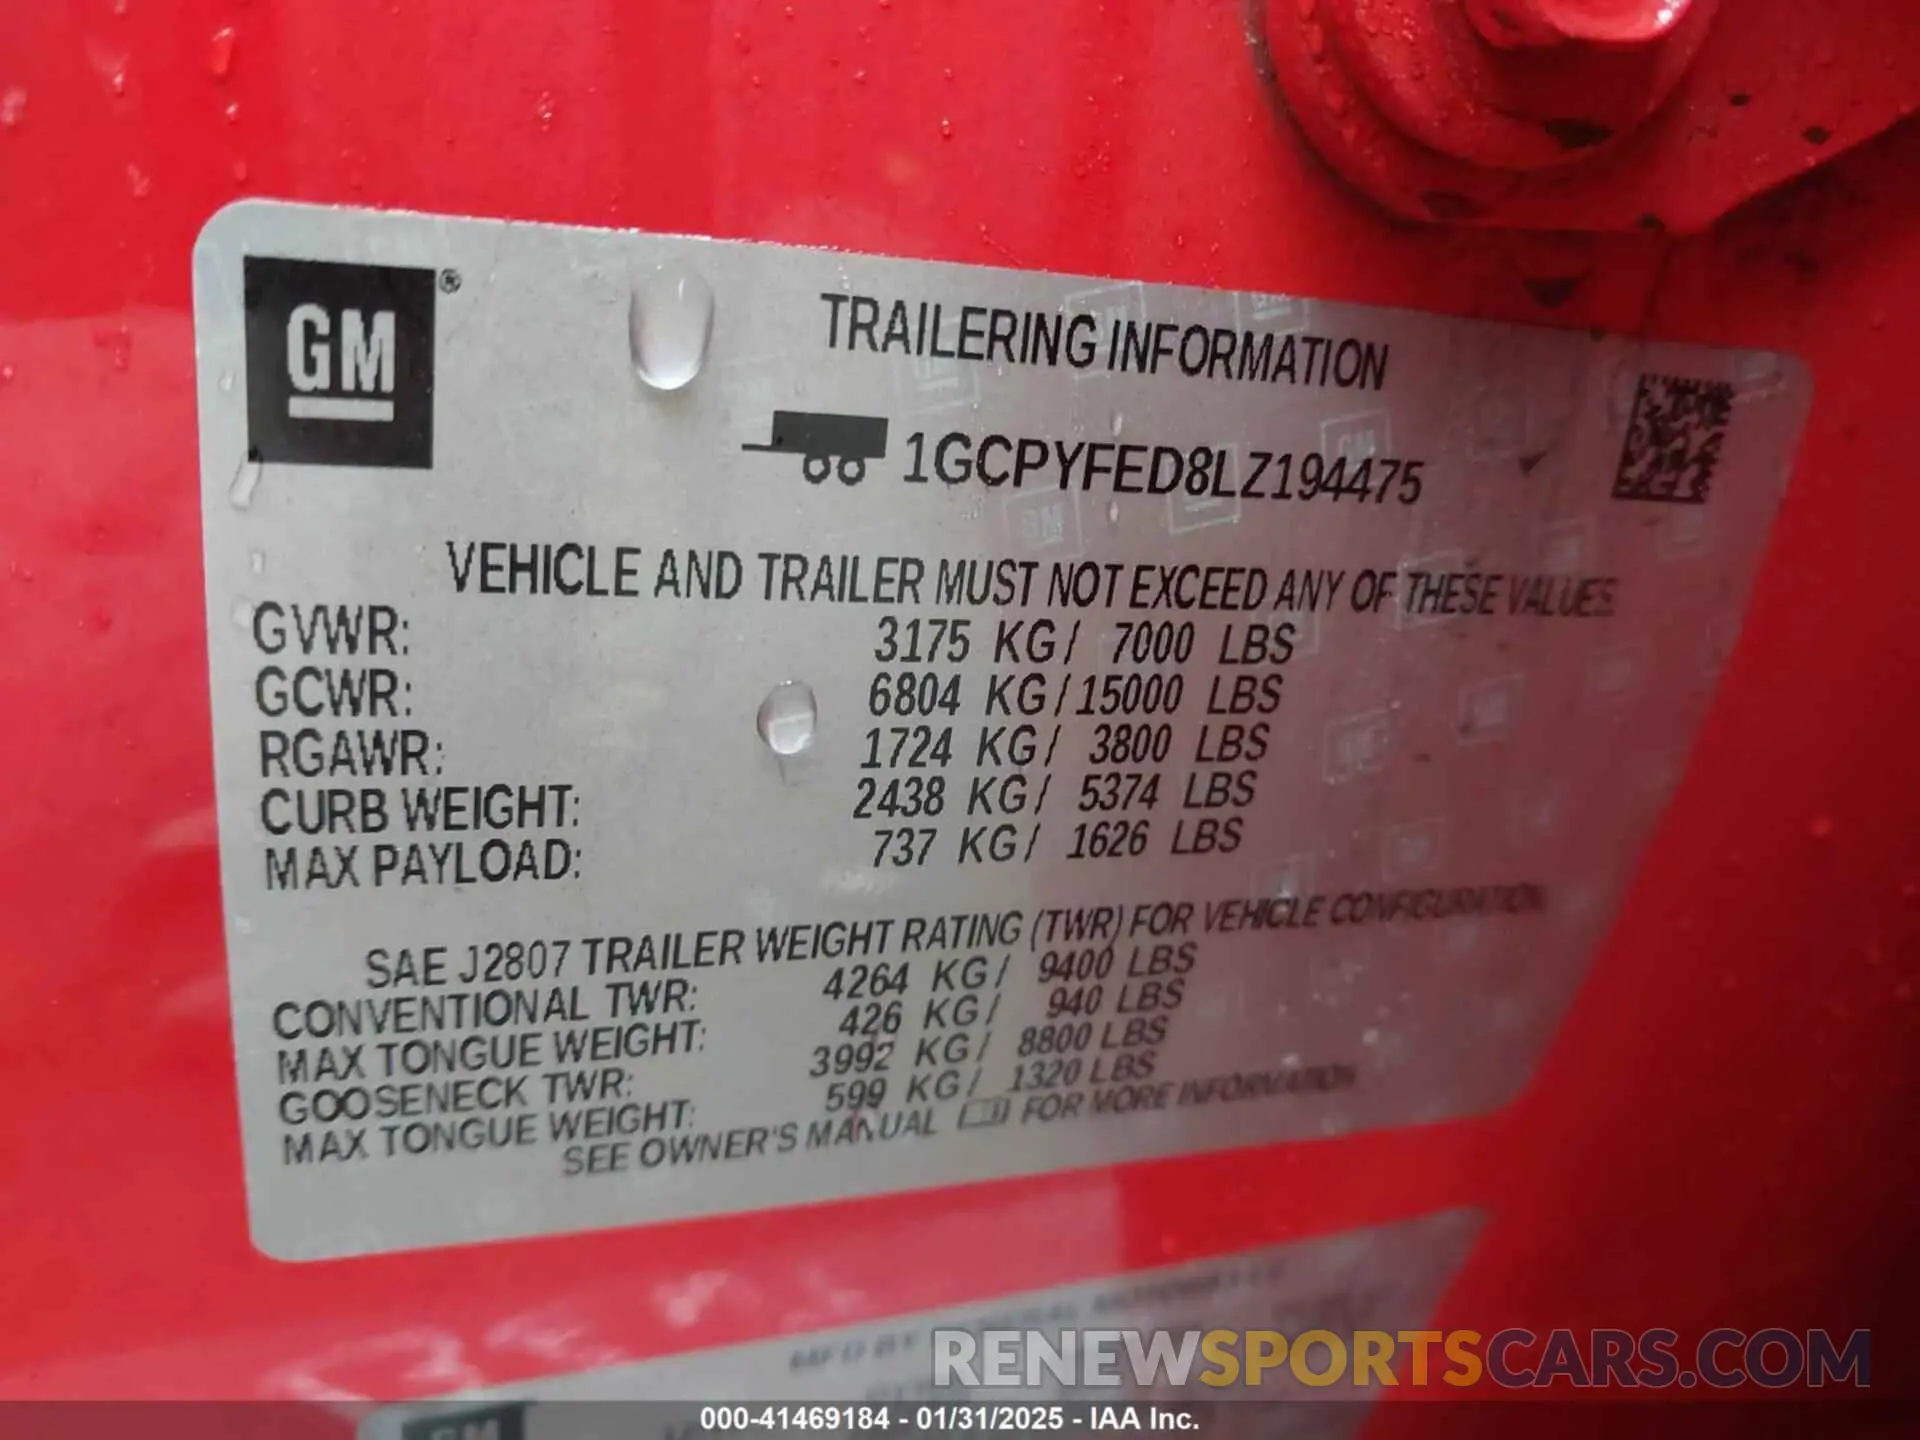 GM ®
TRAILERING INFORMATION
1GCPYFED8LZ194475
VEHICLE AND TRAILER MUST NOT EXCEED ANY OF THESE VALUES
GVWR: 3175 KG/ 7000 LBS
GCWR: 6804 KG/15000 LBS
RGAWR: 1724 KG/ 3800 LBS
CURB WEIGHT: 2438 KG/ 5374 LBS
MAX PAYLOAD: 737 KG/ 1626 LBS
SAE J2807 TRAILER WEIGHT RATING (TWR) FOR VEHICLE CONFIGURATION
CONVENTIONAL TWR: 4264 KG/ 9400 LBS
MAX TONGUE WEIGHT: 426 KG/ 940 LBS
GOOSENECK TWR: 3992 KG/ 8800 LBS
MAX TONGUE WEIGHT: 599 KG/ 1320 LBS
SEE OWNER'S MANUAL FOR MORE INFORMATION
GM
RENEWSPORTSCARS.COM
000-41469184 - 01/31/2025 - IAA Inc.